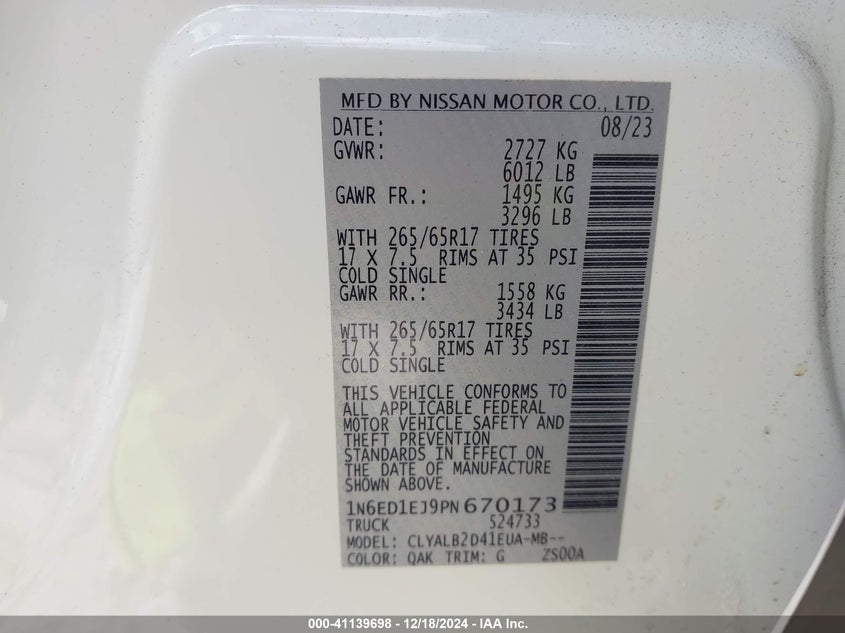 MFD BY NISSAN MOTOR CO., LTD.
DATE: 08/23
GVWR: 2727 KG
6012 LB
GAWR FR.: 1495 KG
3296 LB
WITH 265/65R17 TIRES
17 X 7.5 RIMS AT 35 PSI
COLD SINGLE
GAWR RR.: 1558 KG
3434 LB
WITH 265/65R17 TIRES
17 X 7.5 RIMS AT 35 PSI
COLD SINGLE
THIS VEHICLE CONFORMS TO
ALL APPLICABLE FEDERAL
MOTOR VEHICLE SAFETY AND
THEFT PREVENTION
STANDARDS IN EFFECT ON
THE DATE OF MANUFACTURE
SHOWN ABOVE.
1N6ED1EJ9PN670173
TRUCK 524733
MODEL: CLYALB2D41EUA-MB--
COLOR: QAK TRIM: G ZS00A
000-41139698 - 12/18/2024 - IAA Inc.